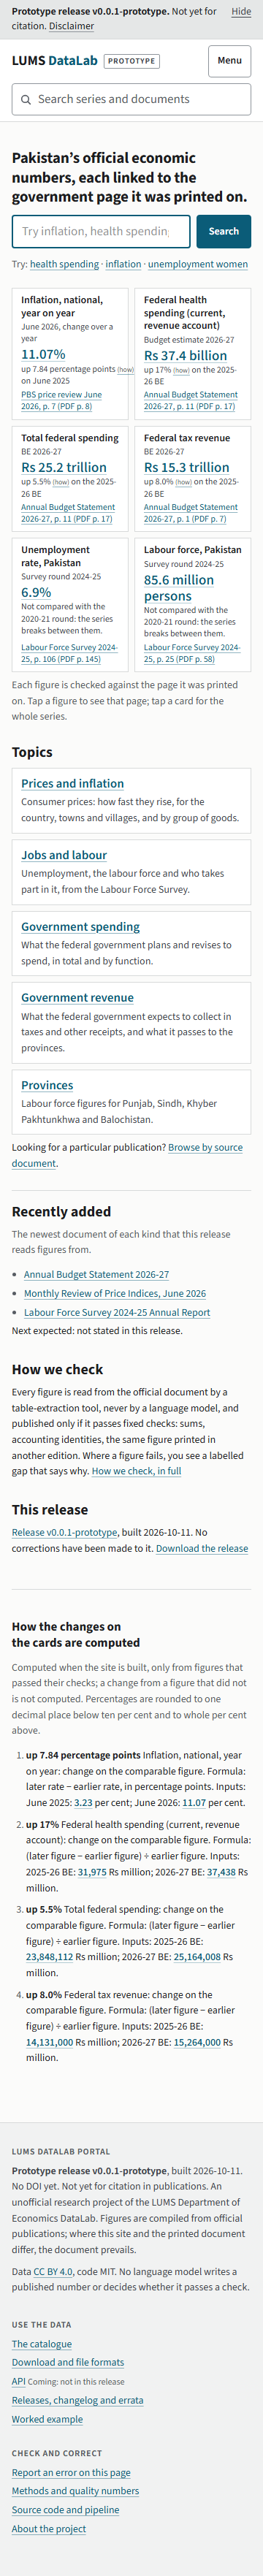 Prototype release v0.0.1-prototype. Not yet for
citation. Disclaimer
Hide
LUMS DataLab PROTOTYPE
Menu
Search series and documents
Pakistan's official economic
numbers, each linked to the
government page it was printed on.
Try inflation, health spending
Search
Try: health spending · inflation · unemployment women
Inflation, national,
year on year
June 2026, change over a
year
11.07%
up 7.84 percentage points (how)
on June 2025
PBS price review June
2026, p. 7 (PDF p. 8)
Federal health
spending (current,
revenue account)
Budget estimate 2026-27
Rs 37.4 billion
up 17% (how) on the 2025-
26 BE
Annual Budget Statement
2026-27, p. 11 (PDF p. 17)
Total federal spending
BE 2026-27
Rs 25.2 trillion
up 5.5% (how) on the 2025-
26 BE
Annual Budget Statement
2026-27, p. 11 (PDF p. 17)
Federal tax revenue
BE 2026-27
Rs 15.3 trillion
up 8.0% (how) on the 2025-
26 BE
Annual Budget Statement
2026-27, p. 1 (PDF p. 7)
Unemployment
rate, Pakistan
Survey round 2024-25
6.9%
Not compared with the
2020-21 round: the series
breaks between them.
Labour Force Survey 2024-
25, p. 106 (PDF p. 145)
Labour force, Pakistan
Survey round 2024-25
85.6 million
persons
Not compared with the
2020-21 round: the series
breaks between them.
Labour Force Survey 2024-
25, p. 25 (PDF p. 58)
Each figure is checked against the page it was printed
on. Tap a figure to see that page; tap a card for the
whole series.
Topics
Prices and inflation
Consumer prices: how fast they rise, for the
country, towns and villages, and by group of goods.
Jobs and labour
Unemployment, the labour force and who takes
part in it, from the Labour Force Survey.
Government spending
What the federal government plans and revises to
spend, in total and by function.
Government revenue
What the federal government expects to collect in
taxes and other receipts, and what it passes to the
provinces.
Provinces
Labour force figures for Punjab, Sindh, Khyber
Pakhtunkhwa and Balochistan.
Looking for a particular publication? Browse by source
document.
Recently added
The newest document of each kind that this release
reads figures from.
• Annual Budget Statement 2026-27
• Monthly Review of Price Indices, June 2026
• Labour Force Survey 2024-25 Annual Report
Next expected: not stated in this release.
How we check
Every figure is read from the official document by a
table-extraction tool, never by a language model, and
published only if it passes fixed checks: sums,
accounting identities, the same figure printed in
another edition. Where a figure fails, you see a labelled
gap that says why. How we check, in full
This release
Release v0.0.1-prototype, built 2026-10-11. No
corrections have been made to it. Download the release
How the changes on
the cards are computed
Computed when the site is built, only from figures that
passed their checks; a change from a figure that did not
is not computed. Percentages are rounded to one
decimal place below ten per cent and to whole per cent
above.
1. up 7.84 percentage points Inflation, national, year
on year: change on the comparable figure. Formula:
later rate − earlier rate, in percentage points. Inputs:
June 2025: 3.23 per cent; June 2026: 11.07 per cent.
2. up 17% Federal health spending (current, revenue
account): change on the comparable figure. Formula:
(later figure − earlier figure) ÷ earlier figure. Inputs:
2025-26 BE: 31,975 Rs million; 2026-27 BE: 37,438 Rs
million.
3. up 5.5% Total federal spending: change on the
comparable figure. Formula: (later figure − earlier
figure) ÷ earlier figure. Inputs: 2025-26 BE:
23,848,112 Rs million; 2026-27 BE: 25,164,008 Rs
million.
4. up 8.0% Federal tax revenue: change on the
comparable figure. Formula: (later figure − earlier
figure) ÷ earlier figure. Inputs: 2025-26 BE:
14,131,000 Rs million; 2026-27 BE: 15,264,000 Rs
million.
LUMS DATALAB PORTAL
Prototype release v0.0.1-prototype, built 2026-10-11.
No DOI yet. Not yet for citation in publications. An
unofficial research project of the LUMS Department of
Economics DataLab. Figures are compiled from official
publications; where this site and the printed document
differ, the document prevails.
Data CC BY 4.0, code MIT. No language model writes a
published number or decides whether it passes a check.
USE THE DATA
The catalogue
Download and file formats
API Coming: not in this release
Releases, changelog and errata
Worked example
CHECK AND CORRECT
Report an error on this page
Methods and quality numbers
Source code and pipeline
About the project